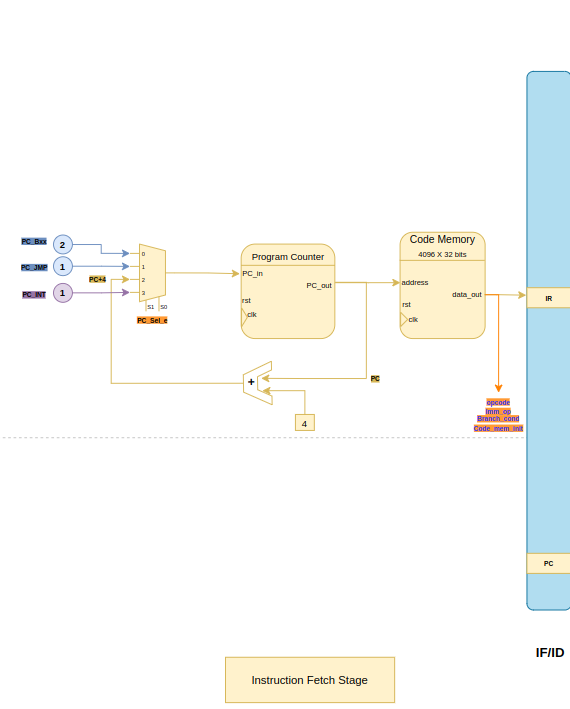 PC_Bxx
2
PC_JMP
1
PC_INT
1
PC+4
0
1
2
3
S1
S0
PC_Sel_e
Program Counter
PC_in
PC_out
rst
clk
Code Memory
4096 X 32 bits
address
data_out
rst
clk
IR
+
PC
4
opcode
Imm_op
Branch_cond
Code_mem_init
PC
IF/ID
Instruction Fetch Stage